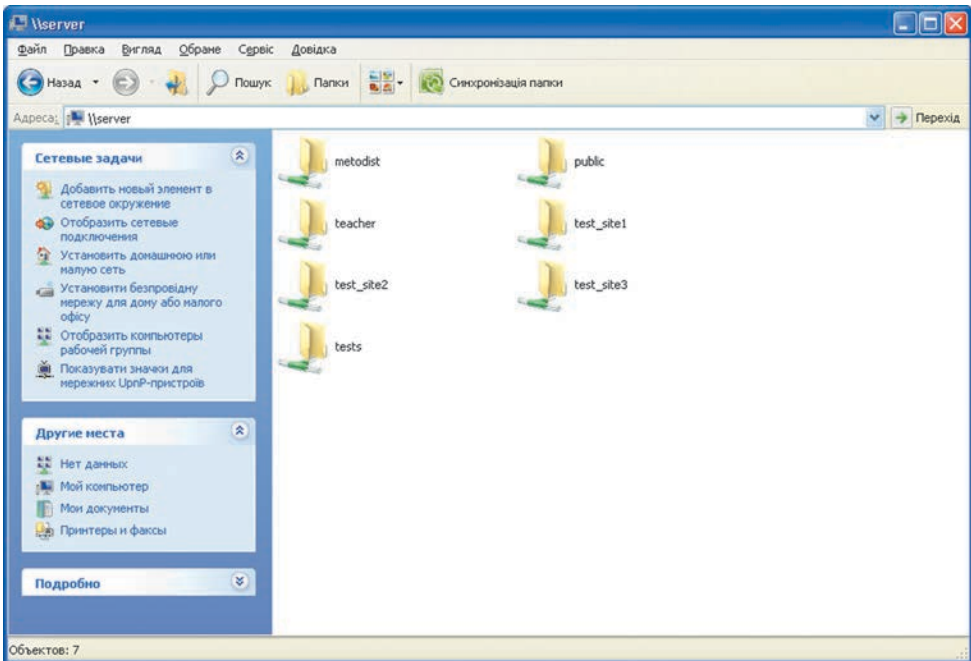 \\server
Файл Правка Вигляд Обране Сервіс Довідка
Назад Пошук Папки Синхронізація папки
Адреса: \\server Перехід
Сетевые задачи
Добавить новый элемент в
сетевое окружение
Отобразить сетевые
подключения
Установить домашнюю или
малую сеть
Установити безпровідну
мережу для дому або малого
офісу
Отобразить компьютеры
рабочей группы
Показувати значки для
мережних UpnP-пристроїв
Другие места
Нет данных
Мой компьютер
Мои документы
Принтеры и факсы
Подробно
metodist public
teacher test_site1
test_site2 test_site3
tests
Объектов: 7